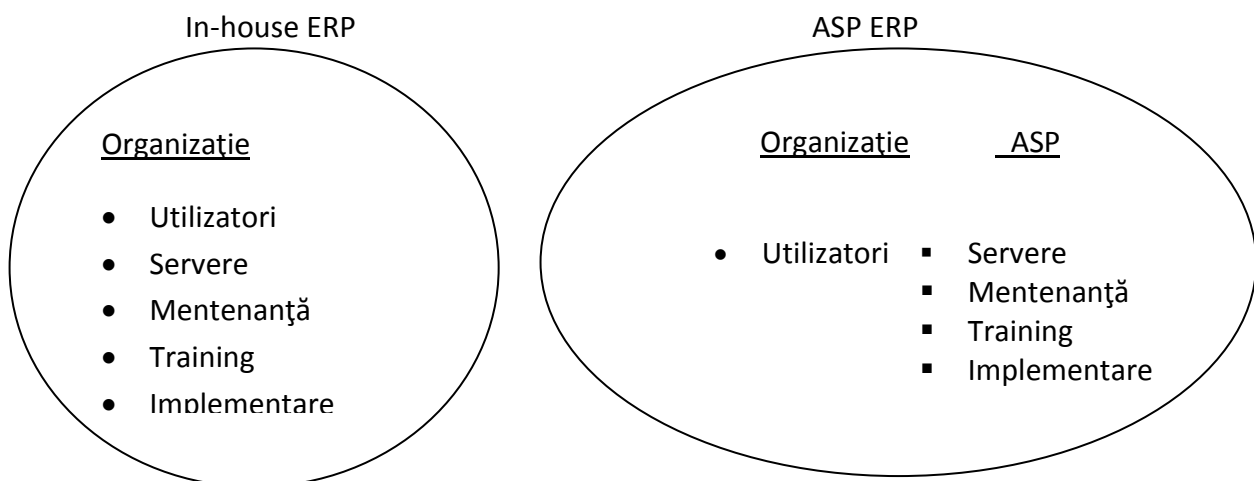 In-house ERP
Organizaţie
• Utilizatori
• Servere
• Mentenanţă
• Training
• Implementare
ASP ERP
Organizaţie ASP
• Utilizatori ▪ Servere
▪ Mentenanţă
▪ Training
▪ Implementare